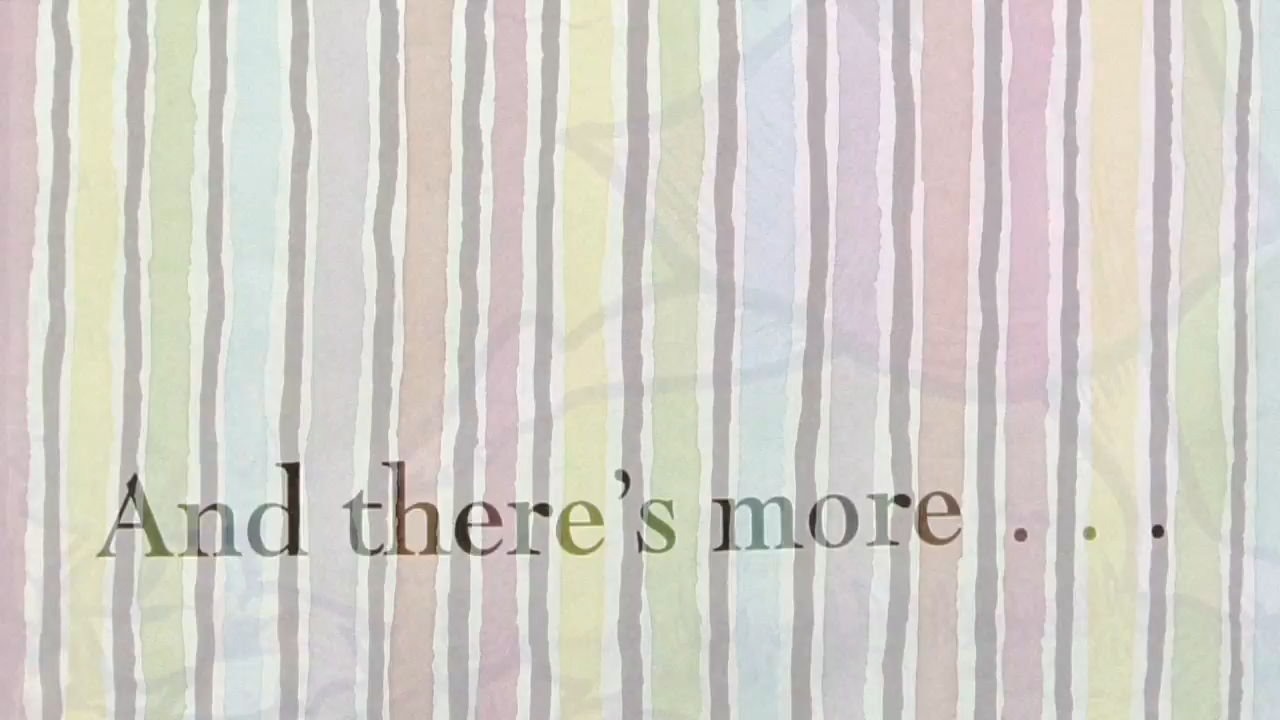 And there's more . . .